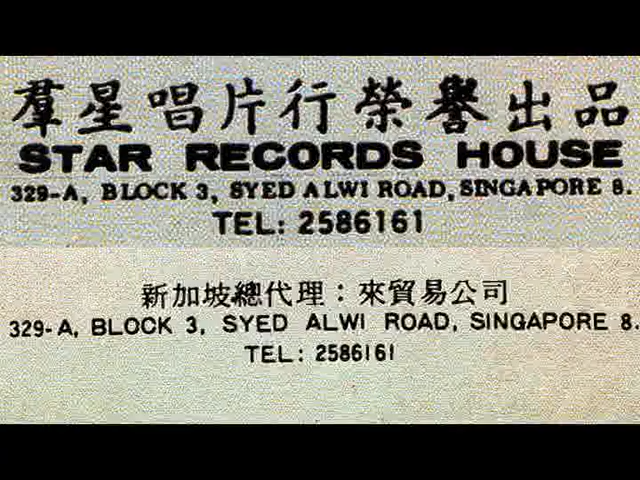 羣星唱片行榮譽出品
STAR RECORDS HOUSE
329-A, BLOCK 3, SYED ALWI ROAD, SINGAPORE 8.
TEL: 2586161
新加坡總代理：來貿易公司
329-A, BLOCK 3, SYED ALWI ROAD, SINGAPORE 8.
TEL: 2586161